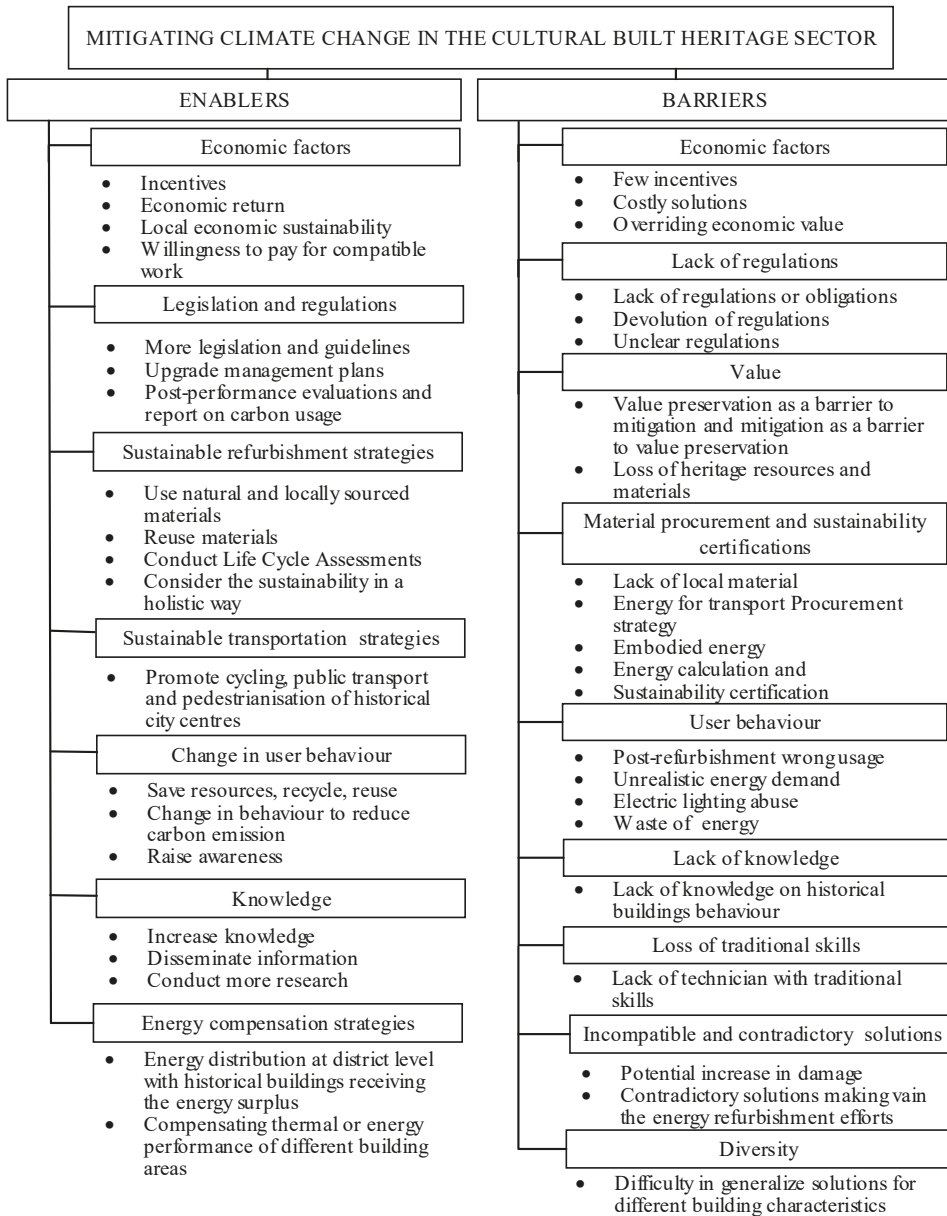 MITIGATING CLIMATE CHANGE IN THE CULTURAL BUILT HERITAGE SECTOR
ENABLERS
Economic factors
• Incentives
• Economic return
• Local economic sustainability
• Willingness to pay for compatible
work
Legislation and regulations
• More legislation and guidelines
• Upgrade management plans
• Post-performance evaluations and
report on carbon usage
Sustainable refurbishment strategies
• Use natural and locally sourced
materials
• Reuse materials
• Conduct Life Cycle Assessments
• Consider the sustainability in a
holistic way
Sustainable transportation strategies
• Promote cycling, public transport
and pedestrianisation of historical
city centres
Change in user behaviour
• Save resources, recycle, reuse
• Change in behaviour to reduce
carbon emission
• Raise awareness
Knowledge
• Increase knowledge
• Disseminate information
• Conduct more research
Energy compensation strategies
• Energy distribution at district level
with historical buildings receiving
the energy surplus
• Compensating thermal or energy
performance of different building
areas
BARRIERS
Economic factors
• Few incentives
• Costly solutions
• Overriding economic value
Lack of regulations
• Lack of regulations or obligations
• Devolution of regulations
• Unclear regulations
Value
• Value preservation as a barrier to
mitigation and mitigation as a barrier
to value preservation
• Loss of heritage resources and
materials
Material procurement and sustainability
certifications
• Lack of local material
• Energy for transport Procurement
strategy
• Embodied energy
• Energy calculation and
• Sustainability certification
User behaviour
• Post-refurbishment wrong usage
• Unrealistic energy demand
• Electric lighting abuse
• Waste of energy
Lack of knowledge
• Lack of knowledge on historical
buildings behaviour
Loss of traditional skills
• Lack of technician with traditional
skills
Incompatible and contradictory solutions
• Potential increase in damage
• Contradictory solutions making vain
the energy refurbishment efforts
Diversity
• Difficulty in generalize solutions for
different building characteristics